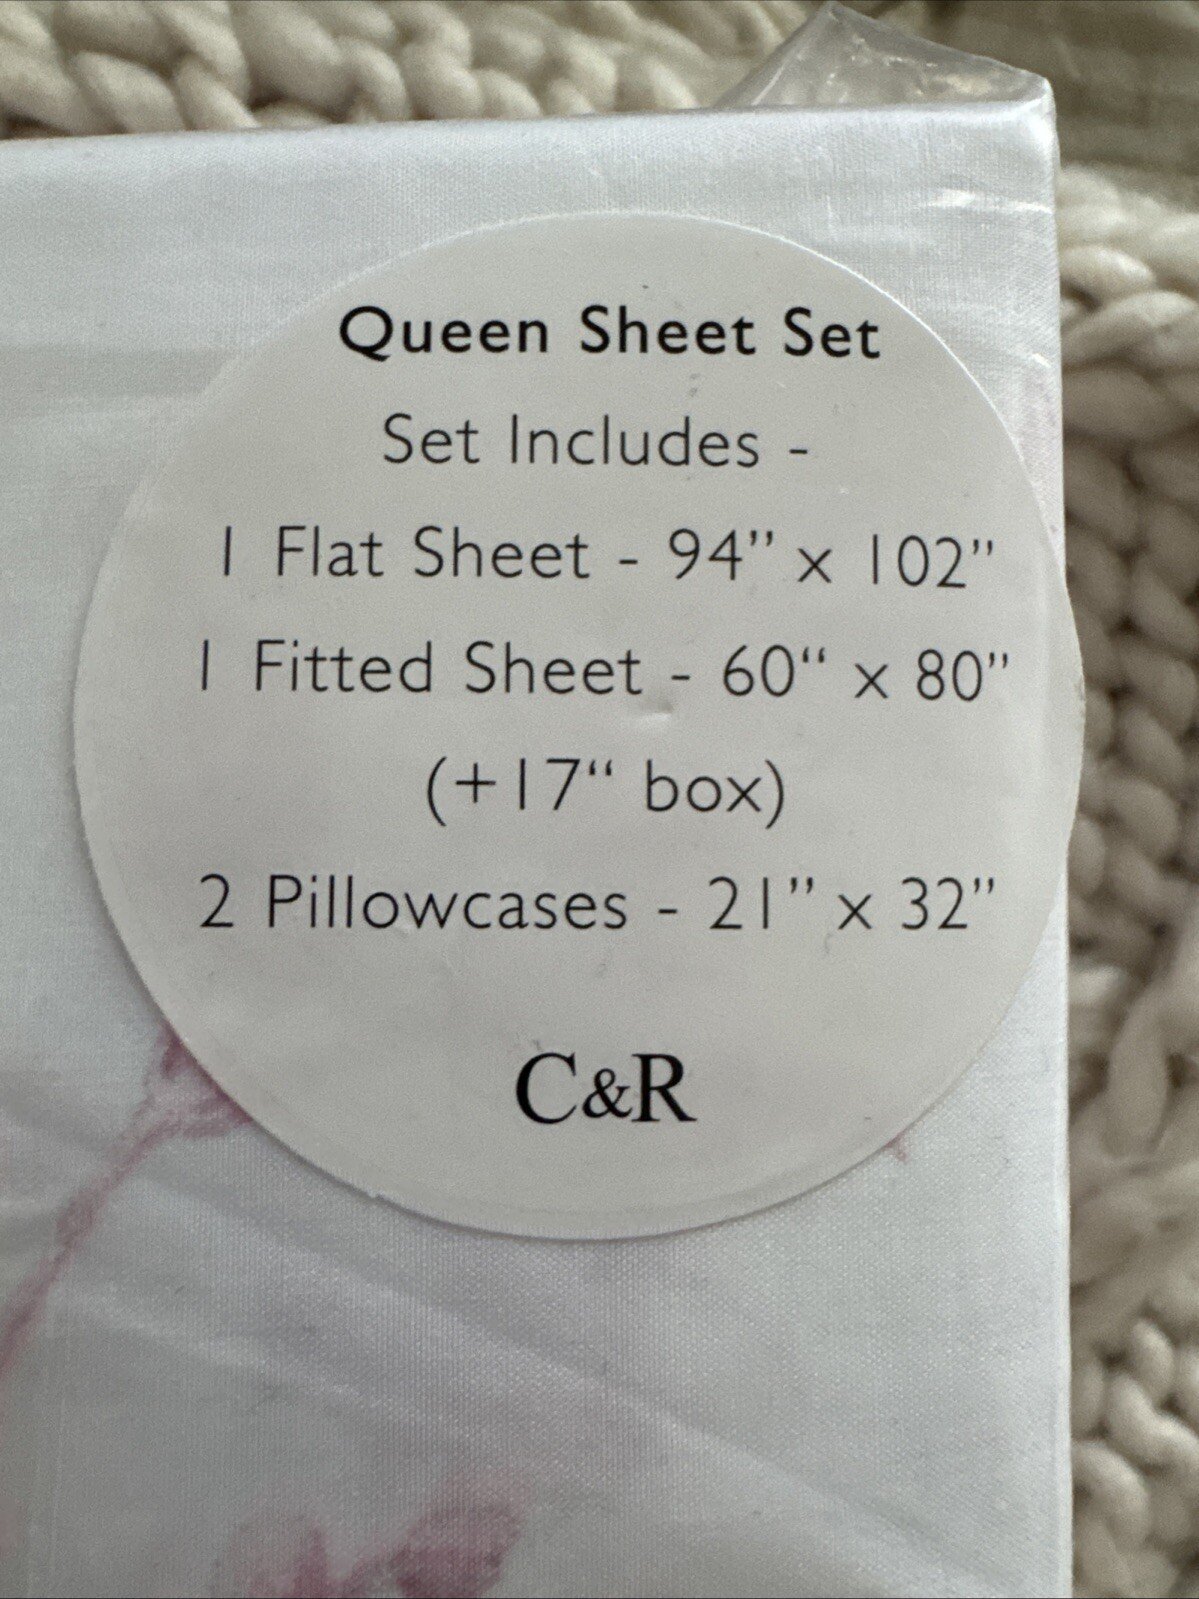 Queen Sheet Set
Set Includes -
1 Flat Sheet - 94” x 102”
1 Fitted Sheet - 60“ x 80”
(+17“ box)
2 Pillowcases - 21” x 32”
C&R